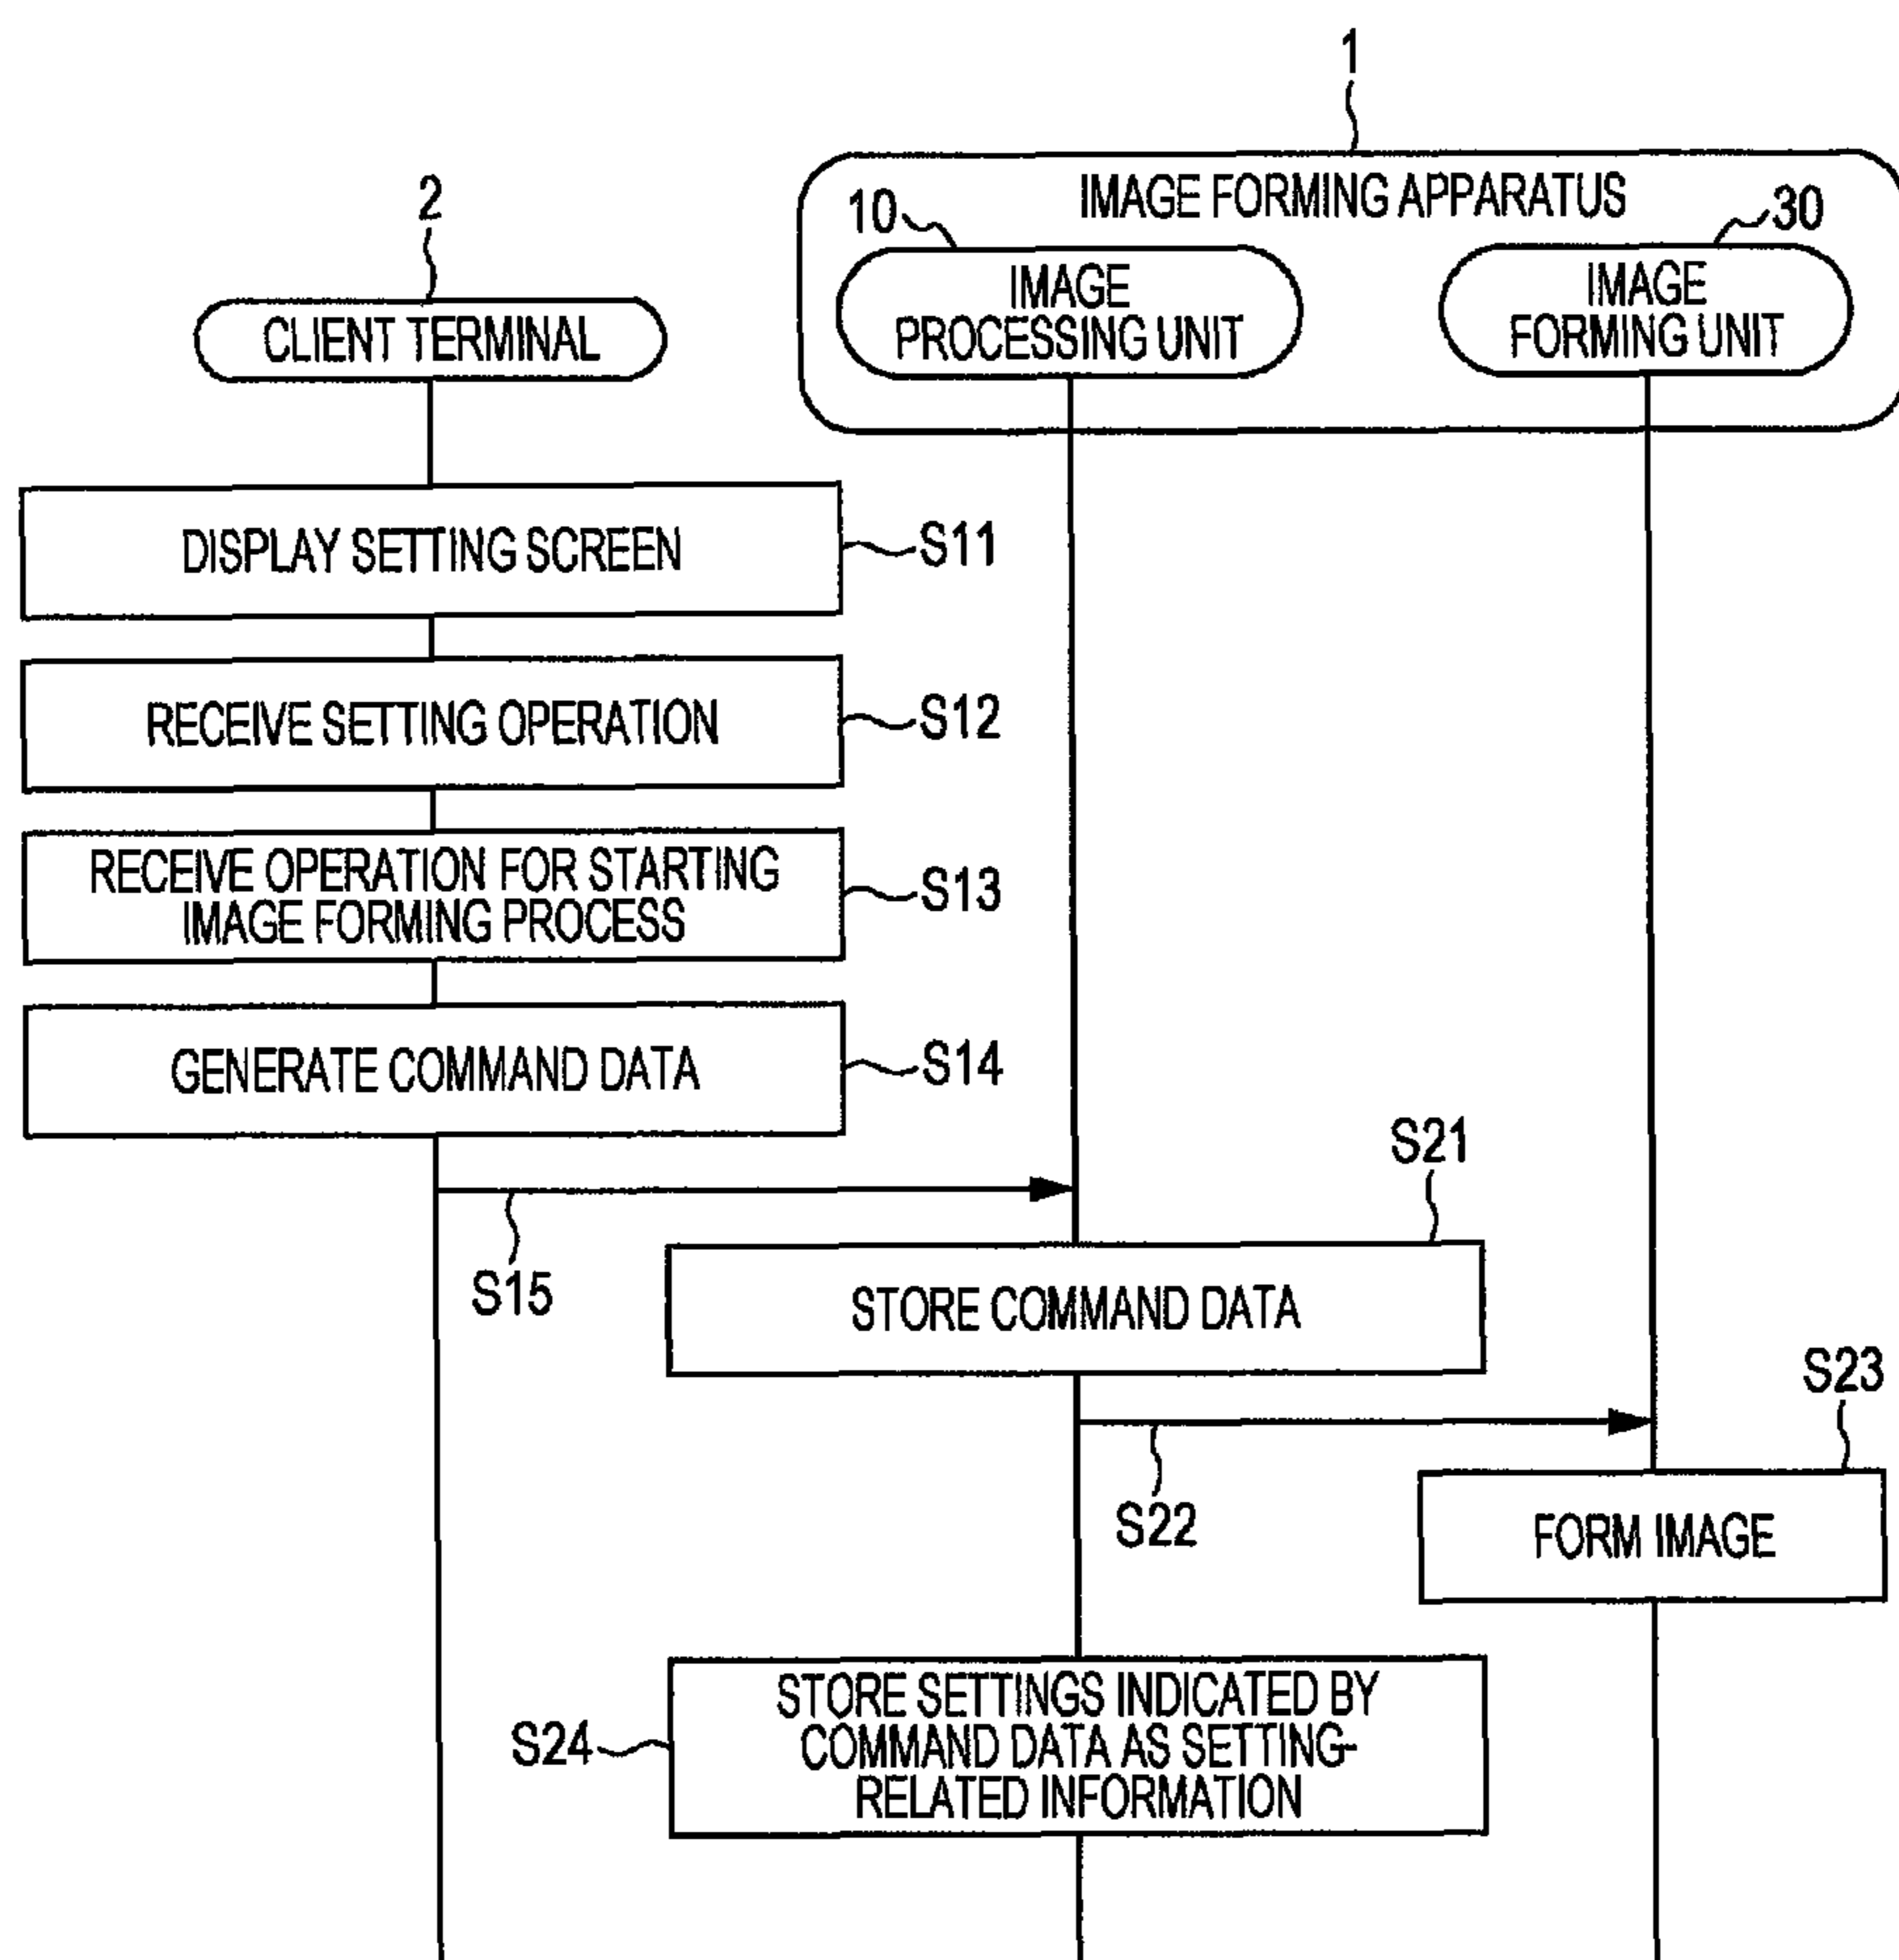 1
IMAGE FORMING APPARATUS
10
30
2
IMAGE
PROCESSING UNIT
IMAGE
FORMING UNIT
CLIENT TERMINAL
DISPLAY SETTING SCREEN
S11
RECEIVE SETTING OPERATION
S12
RECEIVE OPERATION FOR STARTING
IMAGE FORMING PROCESS
S13
GENERATE COMMAND DATA
S14
S15
S21
STORE COMMAND DATA
S22
S23
FORM IMAGE
S24
STORE SETTINGS INDICATED BY
COMMAND DATA AS SETTING-
RELATED INFORMATION